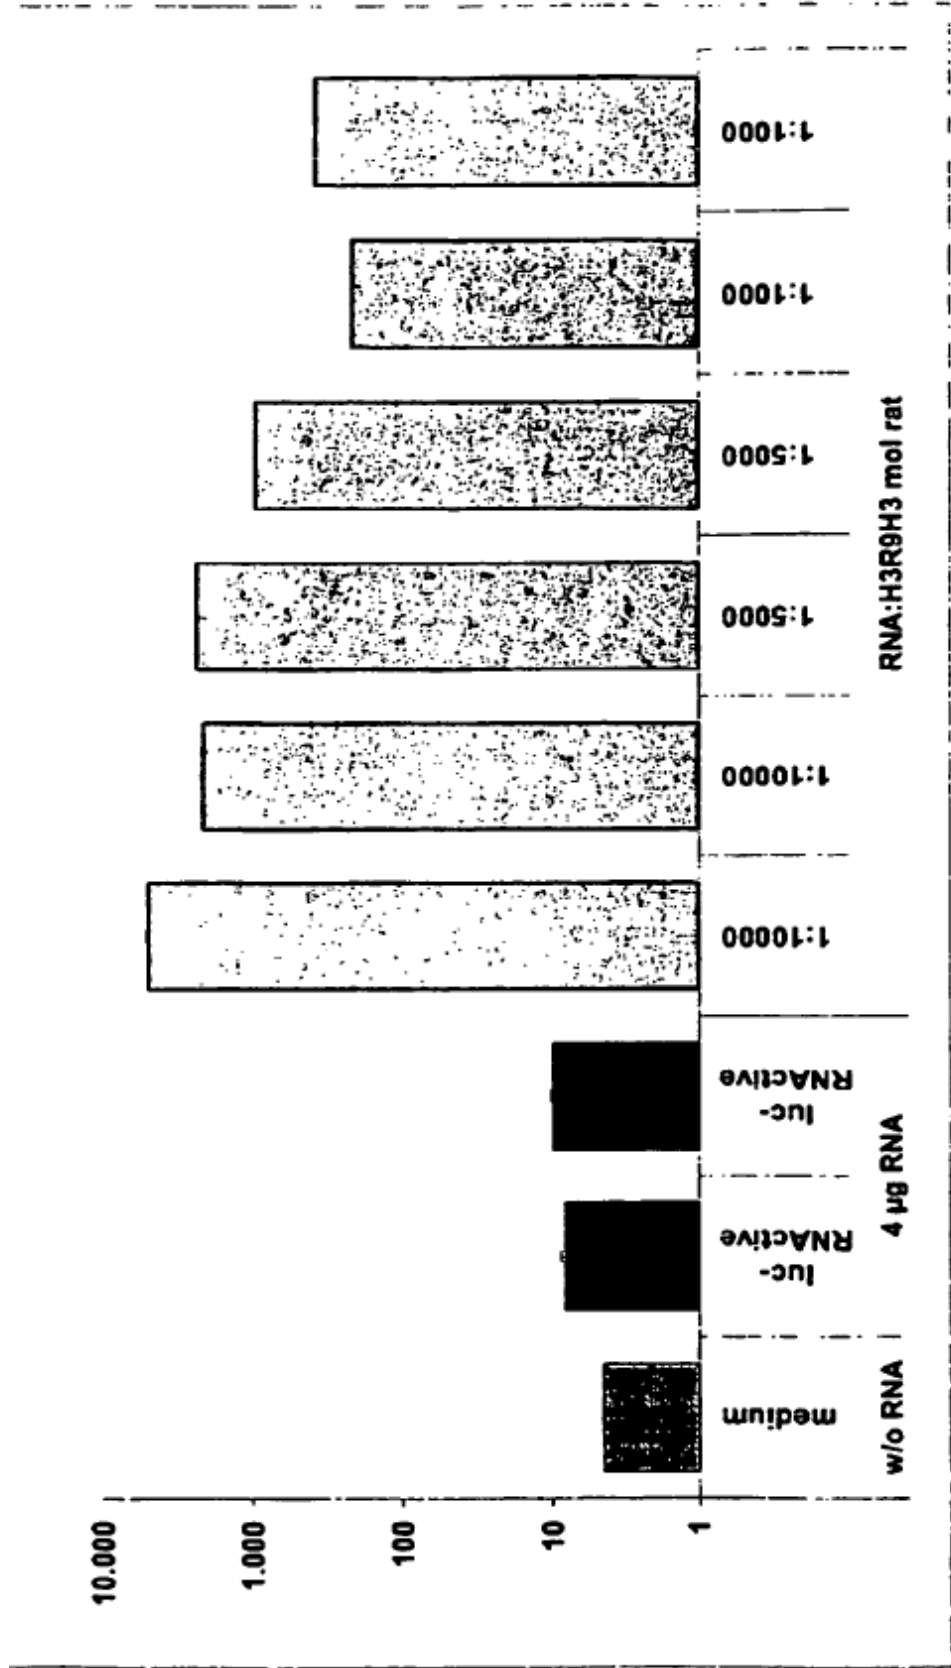 10.000
1.000
100
10
1
medium
luc-
RNActive
luc-
RNActive
1:10000
1:10000
1:5000
1:5000
1:1000
1:1000
w/o RNA
4 µg RNA
RNA:H3R9H3 mol rat